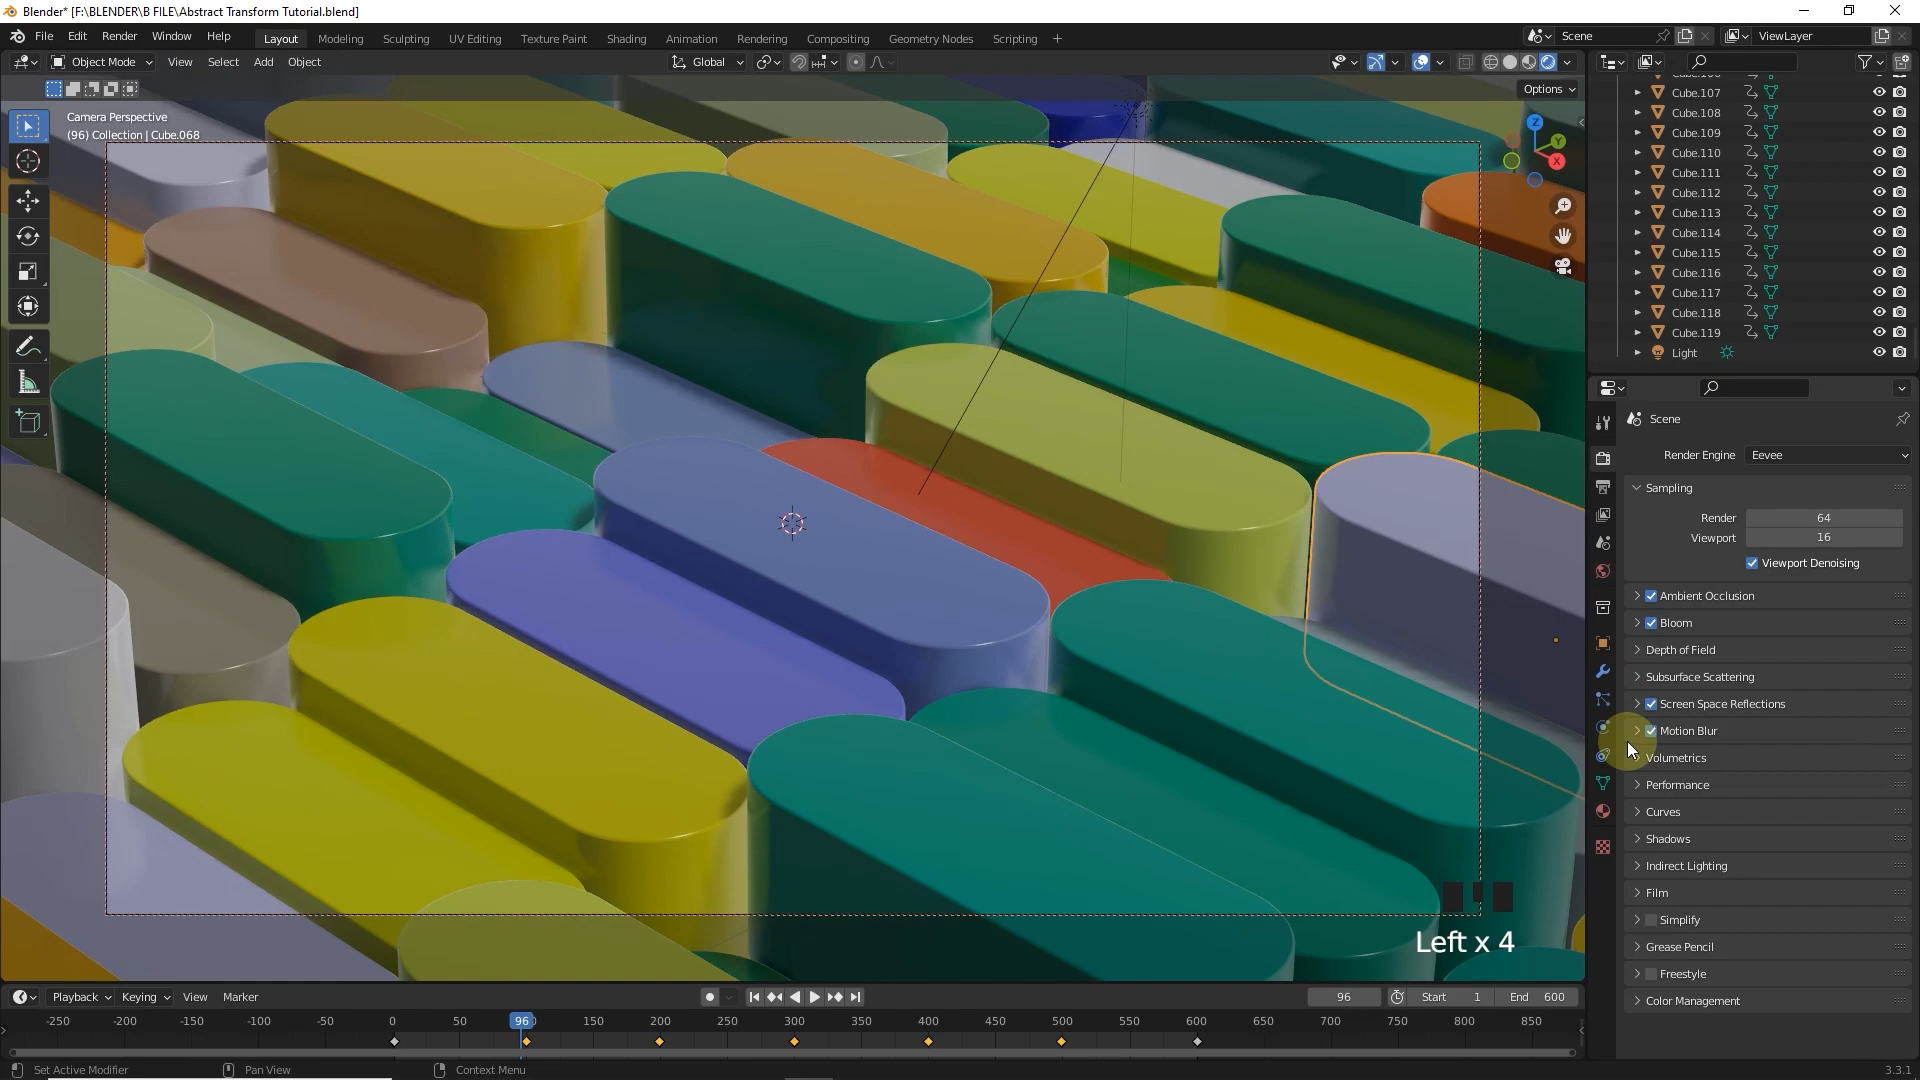 Blender* [F:\BLENDER\B FILE\Abstract Transform Tutorial.blend]
File Edit Render Window Help Layout Modeling Sculpting UV Editing Texture Paint Shading Animation Rendering Compositing Geometry Nodes Scripting + Scene ViewLayer
Object Mode View Select Add Object Global
Options
Camera Perspective
(96) Collection | Cube.068
Z
Y
X
Cube.107
Cube.108
Cube.109
Cube.110
Cube.111
Cube.112
Cube.113
Cube.114
Cube.115
Cube.116
Cube.117
Cube.118
Cube.119
Light
Scene
Render Engine Eevee
Sampling
Render 64
Viewport 16
Viewport Denoising
Ambient Occlusion
Bloom
Depth of Field
Subsurface Scattering
Screen Space Reflections
Motion Blur
Volumetrics
Performance
Curves
Shadows
Indirect Lighting
Film
Simplify
Grease Pencil
Freestyle
Color Management
Left x 4
Playback Keying View Marker 96 Start 1 End 600
-250 -200 -150 -100 -50 0 50 96 150 200 250 300 350 400 450 500 550 600 650 700 750 800 850
Set Active Modifier Pan View Context Menu 3.3.1